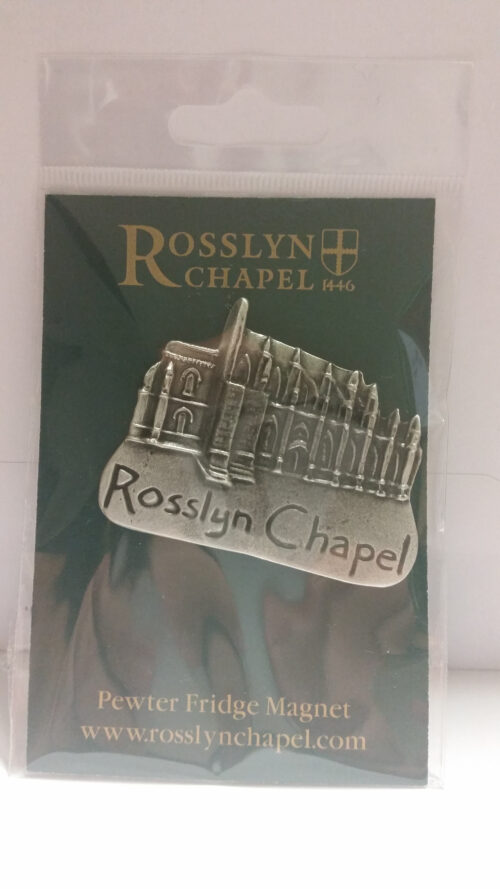 ROSSLYN
CHAPEL 1446
Rosslyn Chapel
Pewter Fridge Magnet
www.rosslynchapel.com